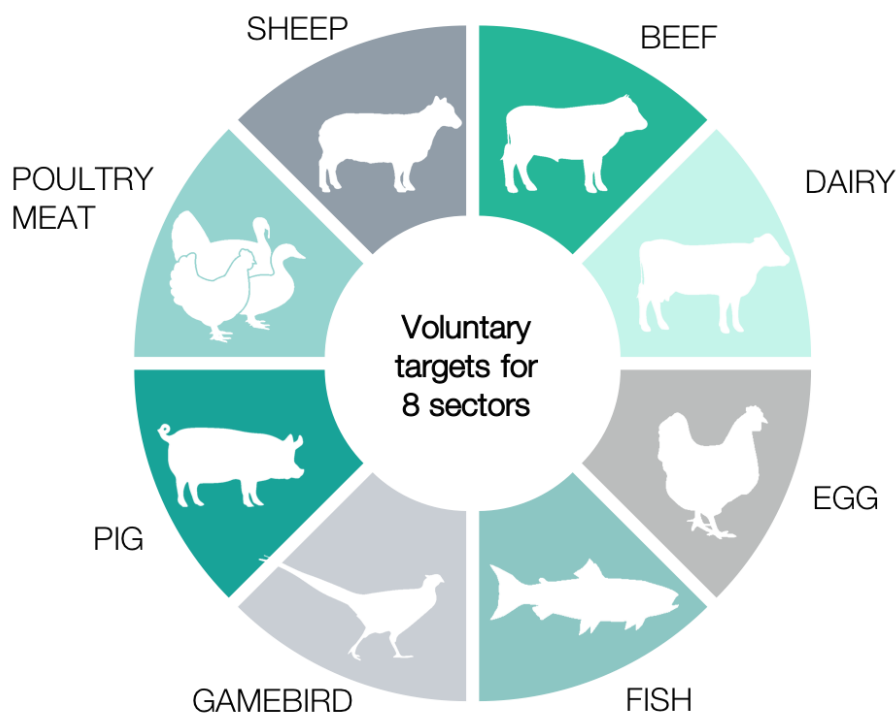 SHEEP
BEEF
POULTRY
MEAT
DAIRY
Voluntary
targets for
8 sectors
EGG
PIG
GAMEBIRD
FISH